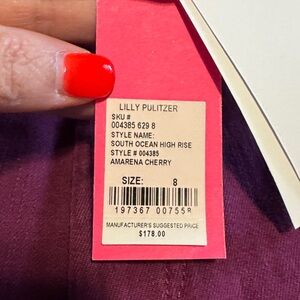 LILLY PULITZER
SKU #
004385 629 8
STYLE NAME:
SOUTH OCEAN HIGH RISE
STYLE # 004385
AMARENA CHERRY
SIZE: 8
197367 00755
MANUFACTURER'S SUGGESTED PRICE
$178.00